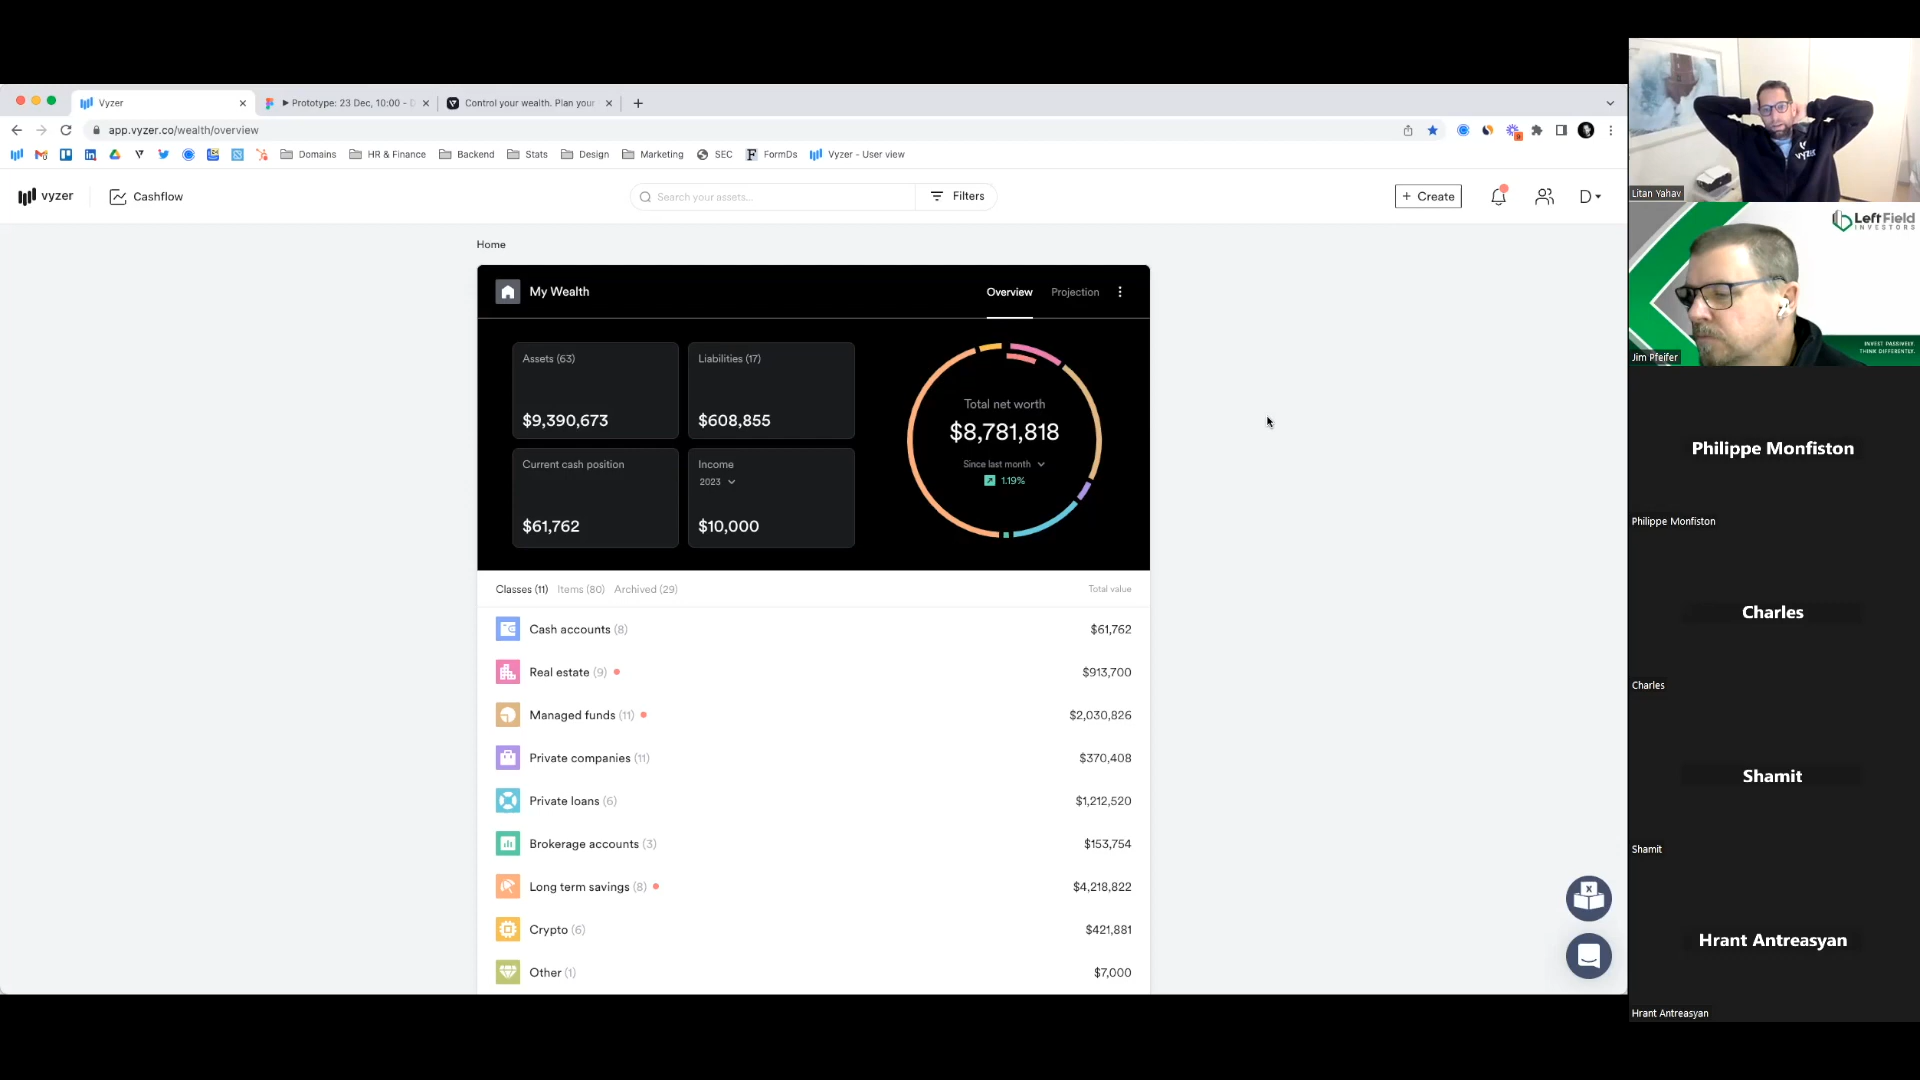 Vyzer
Prototype: 23 Dec, 10:00 - D
Control your wealth. Plan your
app.vyzer.co/wealth/overview
Domains
HR & Finance
Backend
Stats
Design
Marketing
SEC
FormDs
Vyzer - User view
vyzer
Cashflow
Search your assets...
Filters
+ Create
D
Home
My Wealth
Overview
Projection
Assets (63)
$9,390,673
Liabilities (17)
$608,855
Current cash position
$61,762
Income
2023
$10,000
Total net worth
$8,781,818
Since last month
1.19%
Classes (11) Items (80) Archived (29) Total value
Cash accounts (8) $61,762
Real estate (9) $913,700
Managed funds (11) $2,030,826
Private companies (11) $370,408
Private loans (6) $1,212,520
Brokerage accounts (3) $153,754
Long term savings (8) $4,218,822
Crypto (6) $421,881
Other (1) $7,000
vyzer
Litan Yahav
LeftField
INVESTORS
INVEST PASSIVELY.
THINK DIFFERENTLY.
Jim Pfeifer
Philippe Monfiston
Philippe Monfiston
Charles
Charles
Shamit
Shamit
Hrant Antreasyan
Hrant Antreasyan